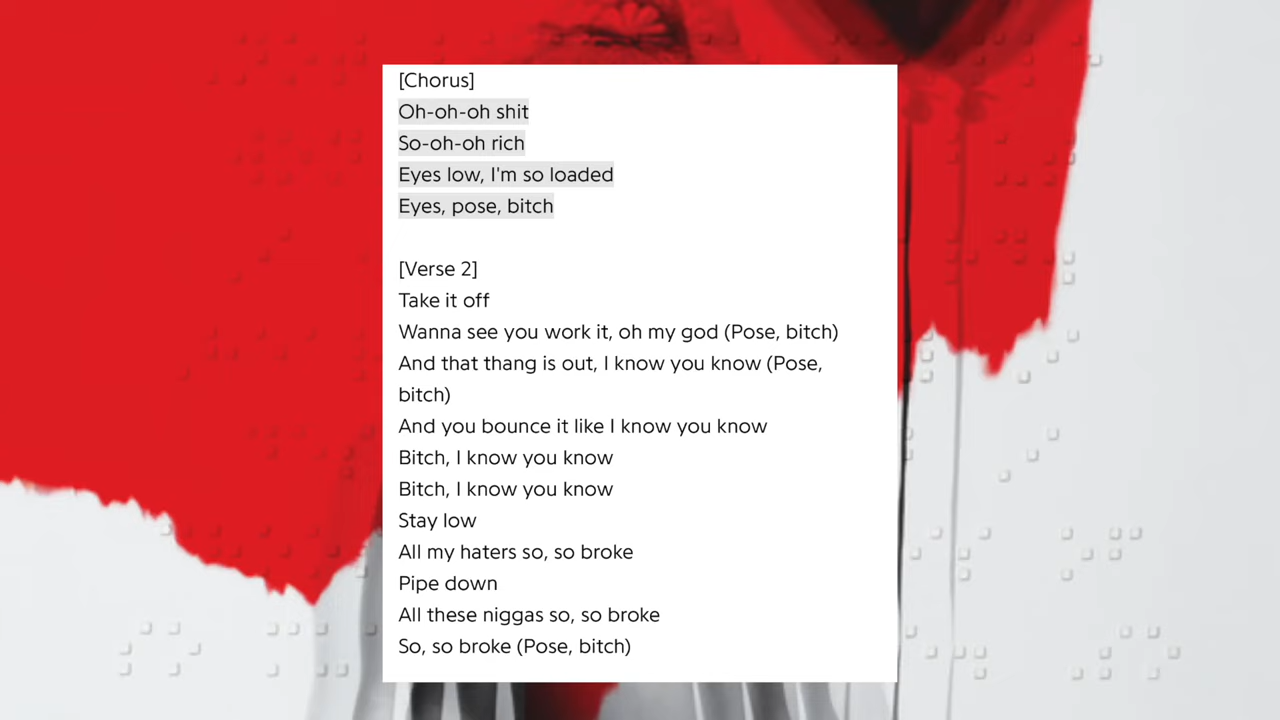 [Chorus]
Oh-oh-oh shit
So-oh-oh rich
Eyes low, I'm so loaded
Eyes, pose, bitch
[Verse 2]
Take it off
Wanna see you work it, oh my god (Pose, bitch)
And that thang is out, I know you know (Pose,
bitch)
And you bounce it like I know you know
Bitch, I know you know
Bitch, I know you know
Stay low
All my haters so, so broke
Pipe down
All these niggas so, so broke
So, so broke (Pose, bitch)